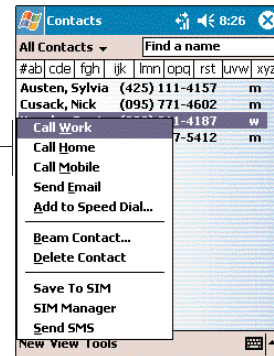 Contacts 8:26
All Contacts Find a name
#ab cde fgh ijk lmn opq rst uvw xyz
Austen, Sylvia (425) 111-4157 m
Cusack, Nick (095) 771-4602 m
1-4187 w
Call Work
7-5412 m
Call Home
Call Mobile
Send Email
Add to Speed Dial...
Beam Contact...
Delete Contact
Save To SIM
SIM Manager
Send SMS
New View Tools